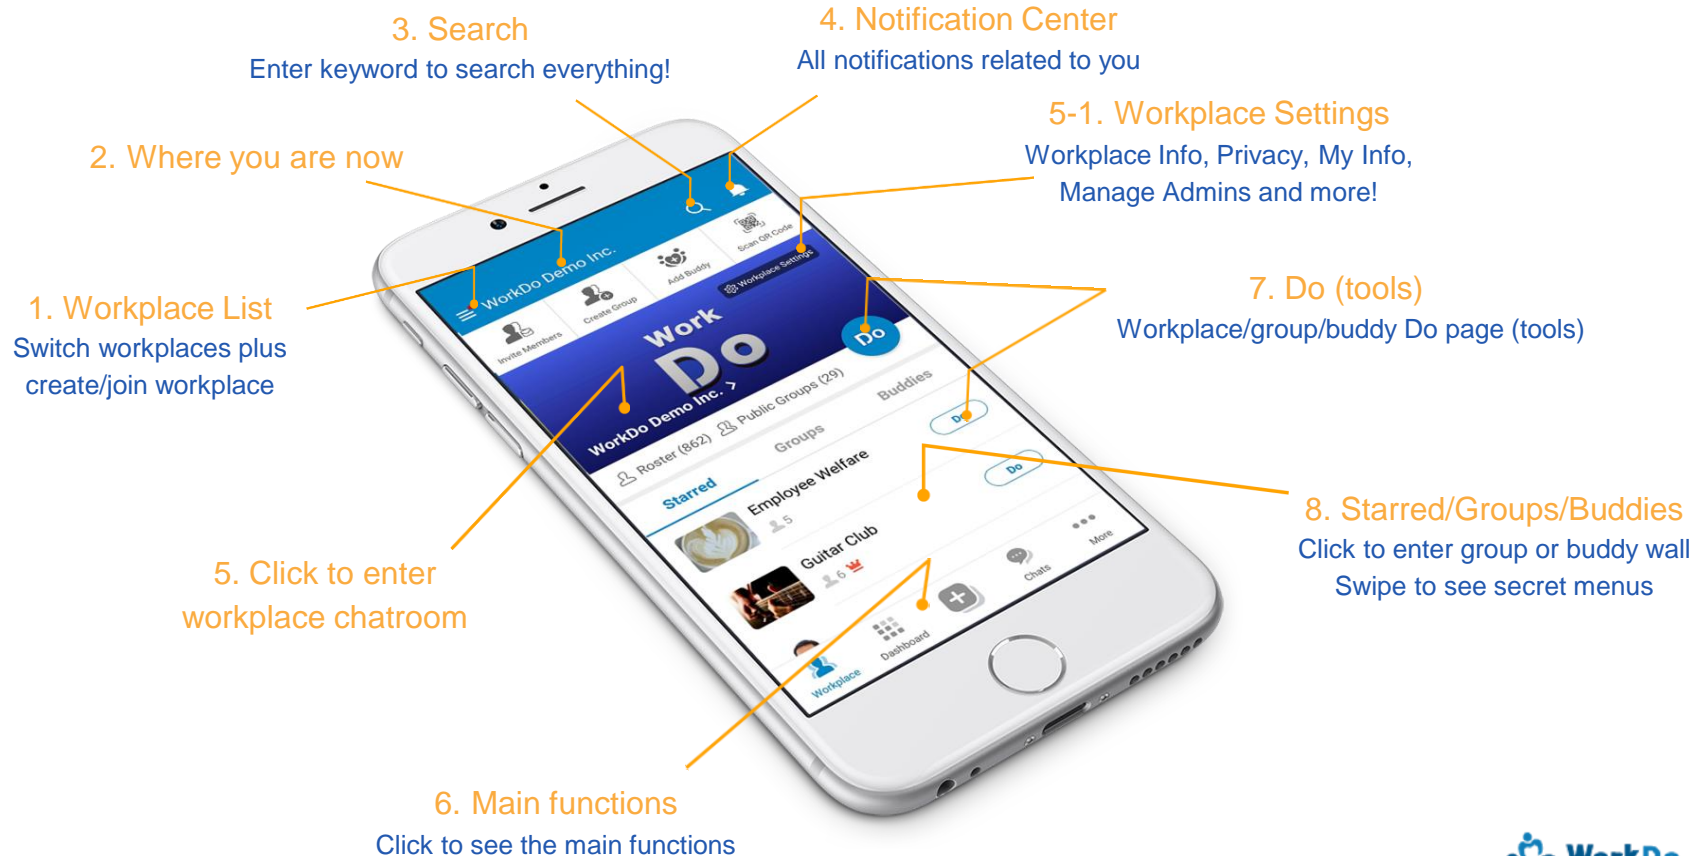 3. Search
Enter keyword to search everything!
4. Notification Center
All notifications related to you
5-1. Workplace Settings
Workplace Info, Privacy, My Info,
Manage Admins and more!
2. Where you are now
1. Workplace List
Switch workplaces plus
create/join workplace
7. Do (tools)
Workplace/group/buddy Do page (tools)
8. Starred/Groups/Buddies
Click to enter group or buddy wall
Swipe to see secret menus
5. Click to enter
workplace chatroom
6. Main functions
Click to see the main functions
WorkDo Demo Inc.
Invite Members
Create Group
Add Buddy
Scan QR Code
Workplace Settings
Work
Do
WorkDo Demo Inc. >
Do
Roster (862)
Public Groups (29)
Starred
Groups
Buddies
Employee Welfare
5
Do
Guitar Club
6
Do
Workplace
Dashboard
Chats
More
WorkDo